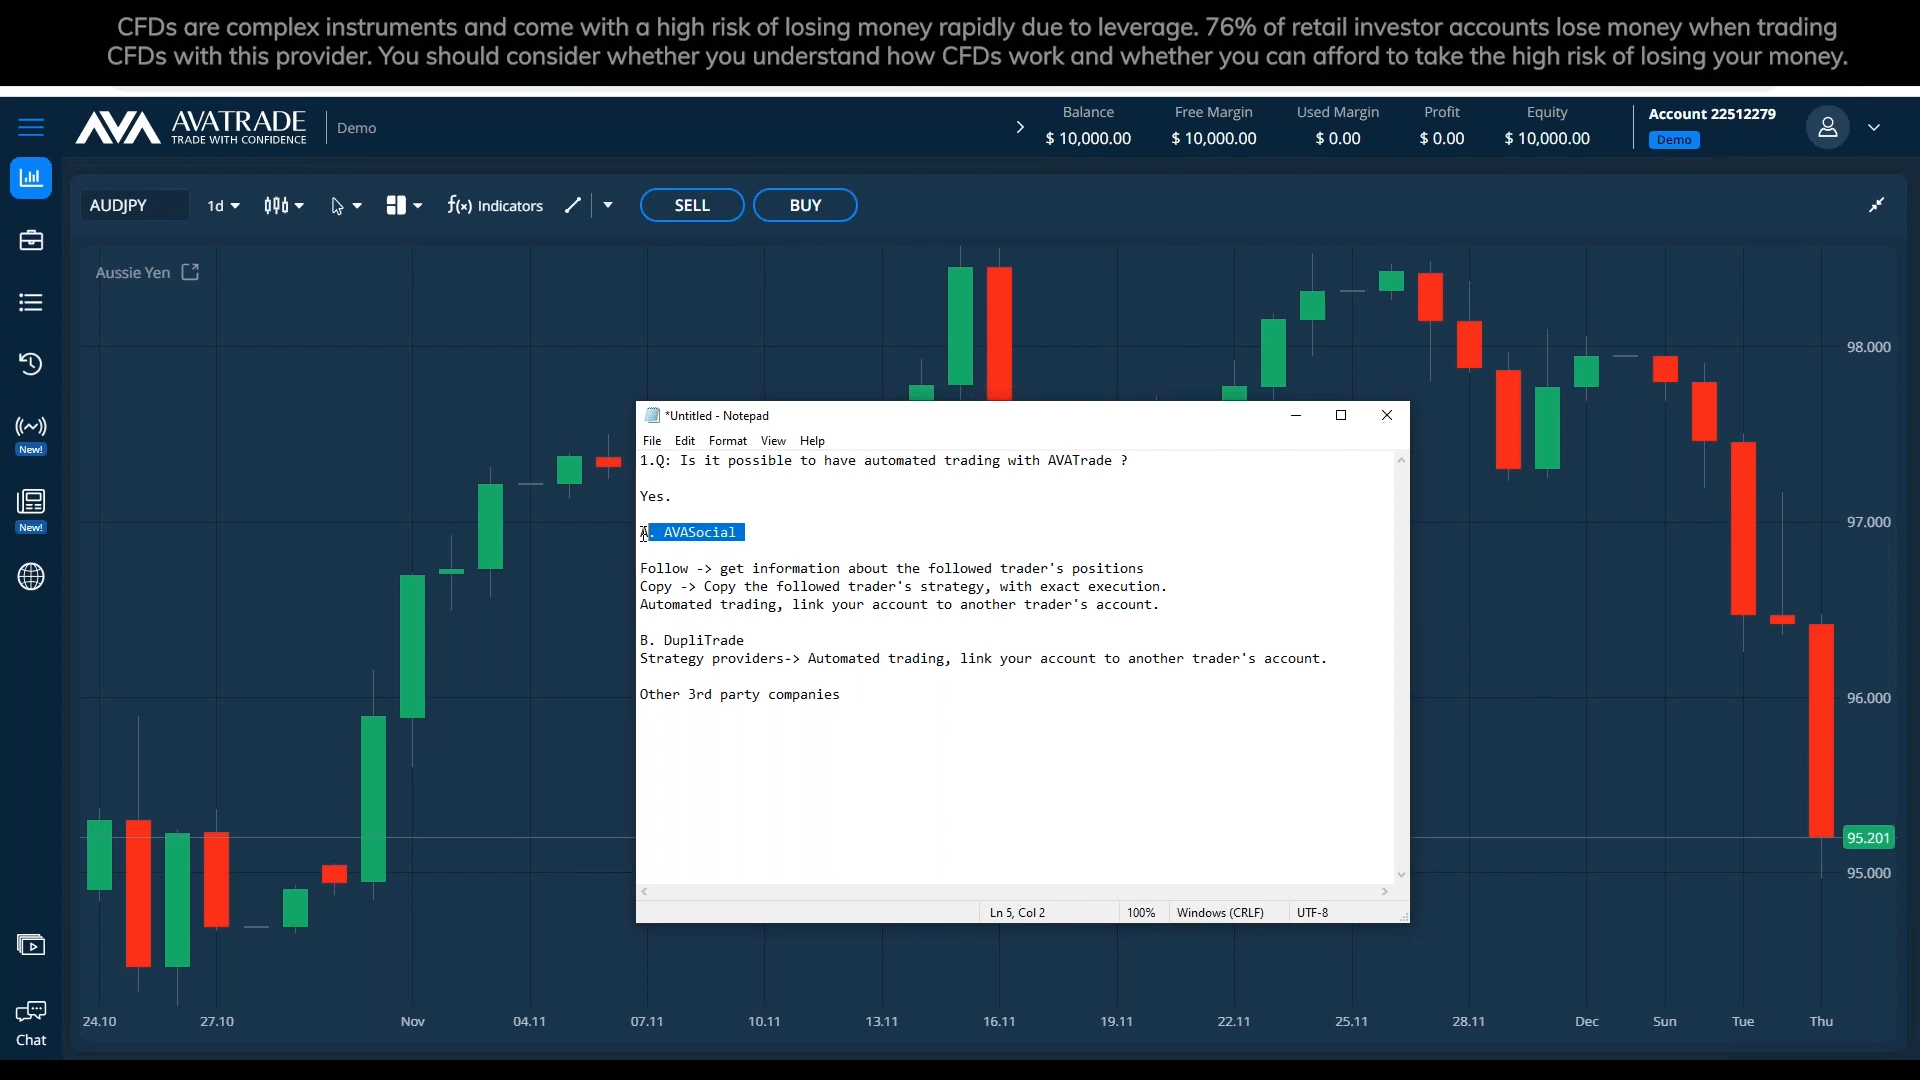 CFDs are complex instruments and come with a high risk of losing money rapidly due to leverage. 76% of retail investor accounts lose money when trading
CFDs with this provider. You should consider whether you understand how CFDs work and whether you can afford to take the high risk of losing your money.
AVA AVATRADE
TRADE WITH CONFIDENCE
Demo
Balance
$ 10,000.00
Free Margin
$ 10,000.00
Used Margin
$ 0.00
Profit
$ 0.00
Equity
$ 10,000.00
Account 22512279
Demo
AUDJPY
1d
f(x) Indicators
SELL
BUY
Aussie Yen
New!
New!
Chat
*Untitled - Notepad
File Edit Format View Help
1.Q: Is it possible to have automated trading with AVATrade ?
Yes.
A. AVASocial
Follow -> get information about the followed trader's positions
Copy -> Copy the followed trader's strategy, with exact execution.
Automated trading, link your account to another trader's account.
B. DupliTrade
Strategy providers-> Automated trading, link your account to another trader's account.
Other 3rd party companies
Ln 5, Col 2
100%
Windows (CRLF)
UTF-8
98.000
97.000
96.000
95.201
95.000
24.10 27.10 Nov 04.11 07.11 10.11 13.11 16.11 19.11 22.11 25.11 28.11 Dec Sun Tue Thu